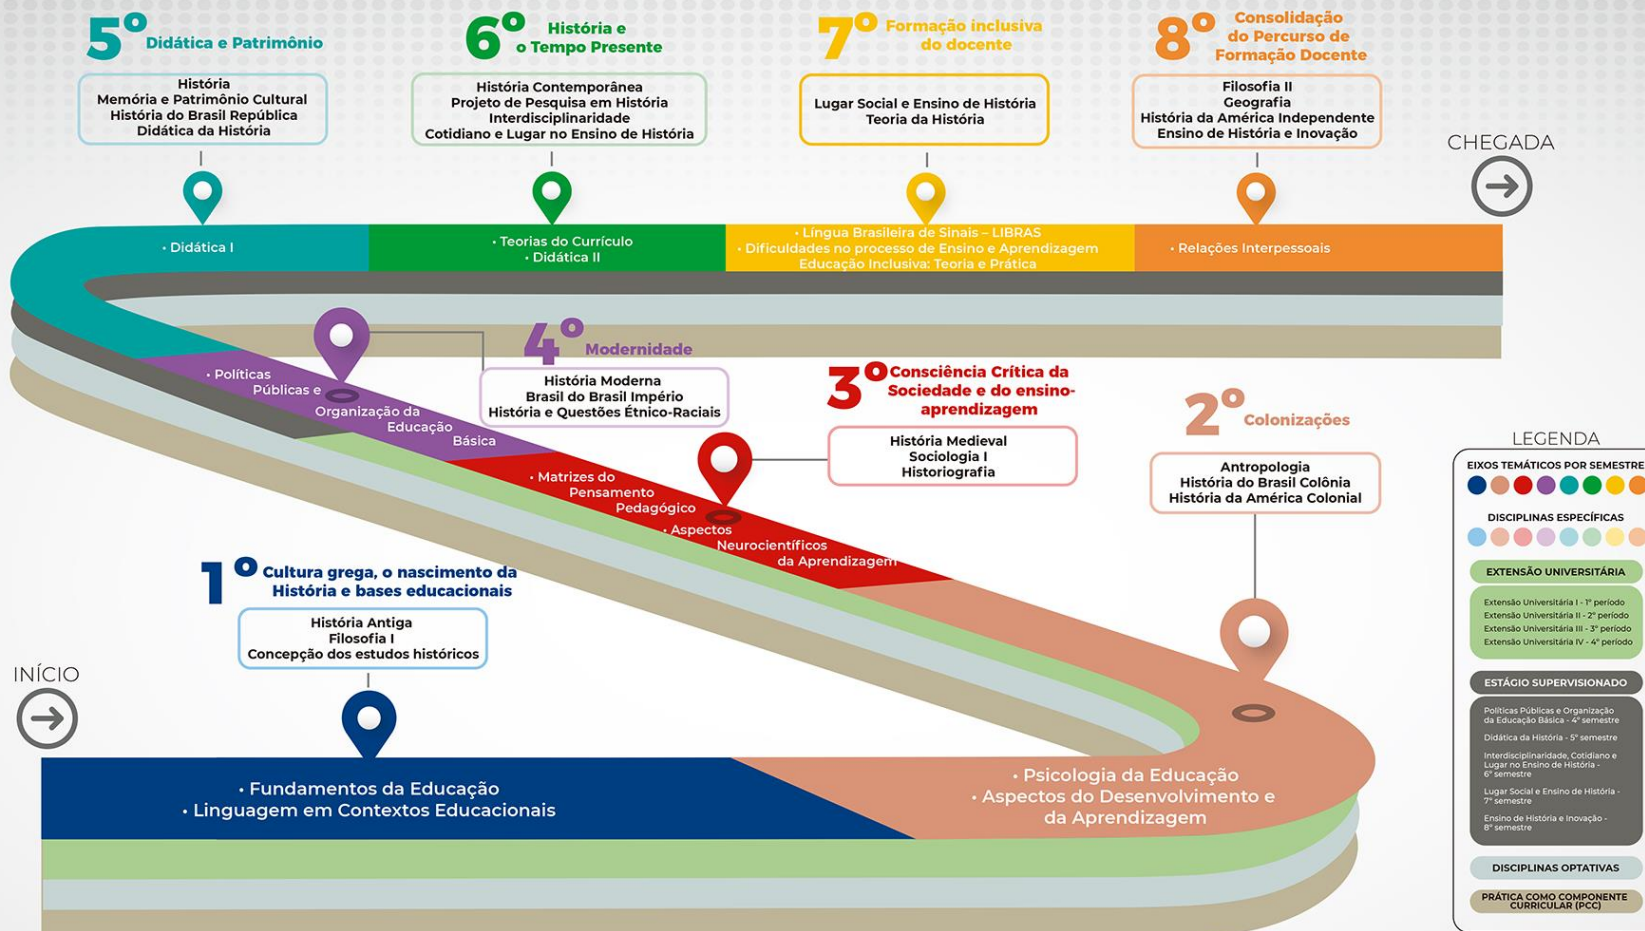 5º Didática e Patrimônio
História
Memória e Patrimônio Cultural
História do Brasil República
Didática da História
6º História e
o Tempo Presente
História Contemporânea
Projeto de Pesquisa em História
Interdisciplinaridade
Cotidiano e Lugar no Ensino de História
7º Formação inclusiva
do docente
Lugar Social e Ensino de História
Teoria da História
8º Consolidação
do Percurso de
Formação Docente
Filosofia II
Geografia
História da América Independente
Ensino de História e Inovação
CHEGADA
• Didática I
• Teorias do Currículo
• Didática II
• Língua Brasileira de Sinais – LIBRAS
• Dificuldades no processo de Ensino e Aprendizagem
Educação Inclusiva: Teoria e Prática
• Relações Interpessoais
4º Modernidade
História Moderna
Brasil do Brasil Império
História e Questões Étnico-Raciais
• Políticas
Públicas e
Organização da
Educação
Básica
3º Consciência Crítica da
Sociedade e do ensino-
aprendizagem
História Medieval
Sociologia I
Historiografia
• Matrizes do
Pensamento
Pedagógico
• Aspectos
Neurocientíficos
da Aprendizagem
2º Colonizações
Antropologia
História do Brasil Colônia
História da América Colonial
1º Cultura grega, o nascimento da
História e bases educacionais
História Antiga
Filosofia I
Concepção dos estudos históricos
INÍCIO
• Fundamentos da Educação
• Linguagem em Contextos Educacionais
• Psicologia da Educação
• Aspectos do Desenvolvimento e
da Aprendizagem
LEGENDA
EIXOS TEMÁTICOS POR SEMESTRE
DISCIPLINAS ESPECÍFICAS
EXTENSÃO UNIVERSITÁRIA
Extensão Universitária I - 1º período
Extensão Universitária II - 2º período
Extensão Universitária III - 3º período
Extensão Universitária IV - 4º período
ESTÁGIO SUPERVISIONADO
Políticas Públicas e Organização
da Educação Básica - 4º semestre
Didática da História - 5º semestre
Interdisciplinaridade, Cotidiano e
Lugar no Ensino de História -
6º semestre
Lugar Social e Ensino de História -
7º semestre
Ensino de História e Inovação -
8º semestre
DISCIPLINAS OPTATIVAS
PRÁTICA COMO COMPONENTE
CURRICULAR (PCC)